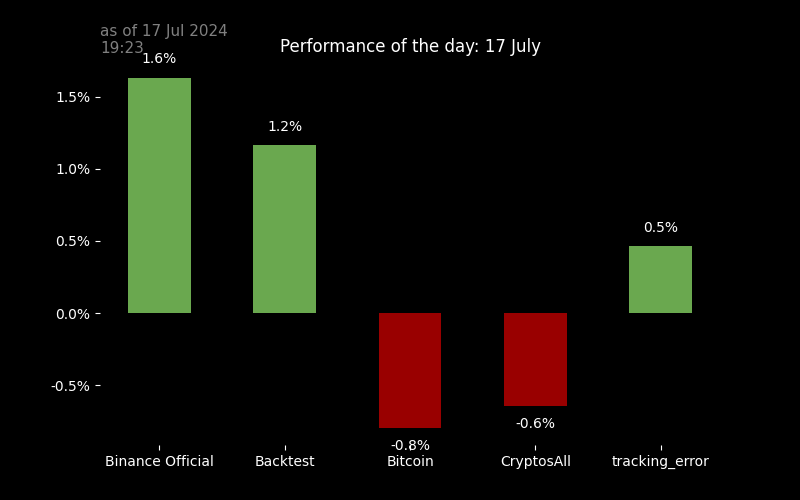 as of 17 Jul 2024
19:23
Performance of the day: 17 July
1.6%
1.2%
-0.8%
-0.6%
0.5%
1.5%
1.0%
0.5%
0.0%
-0.5%
Binance Official
Backtest
Bitcoin
CryptosAll
tracking_error